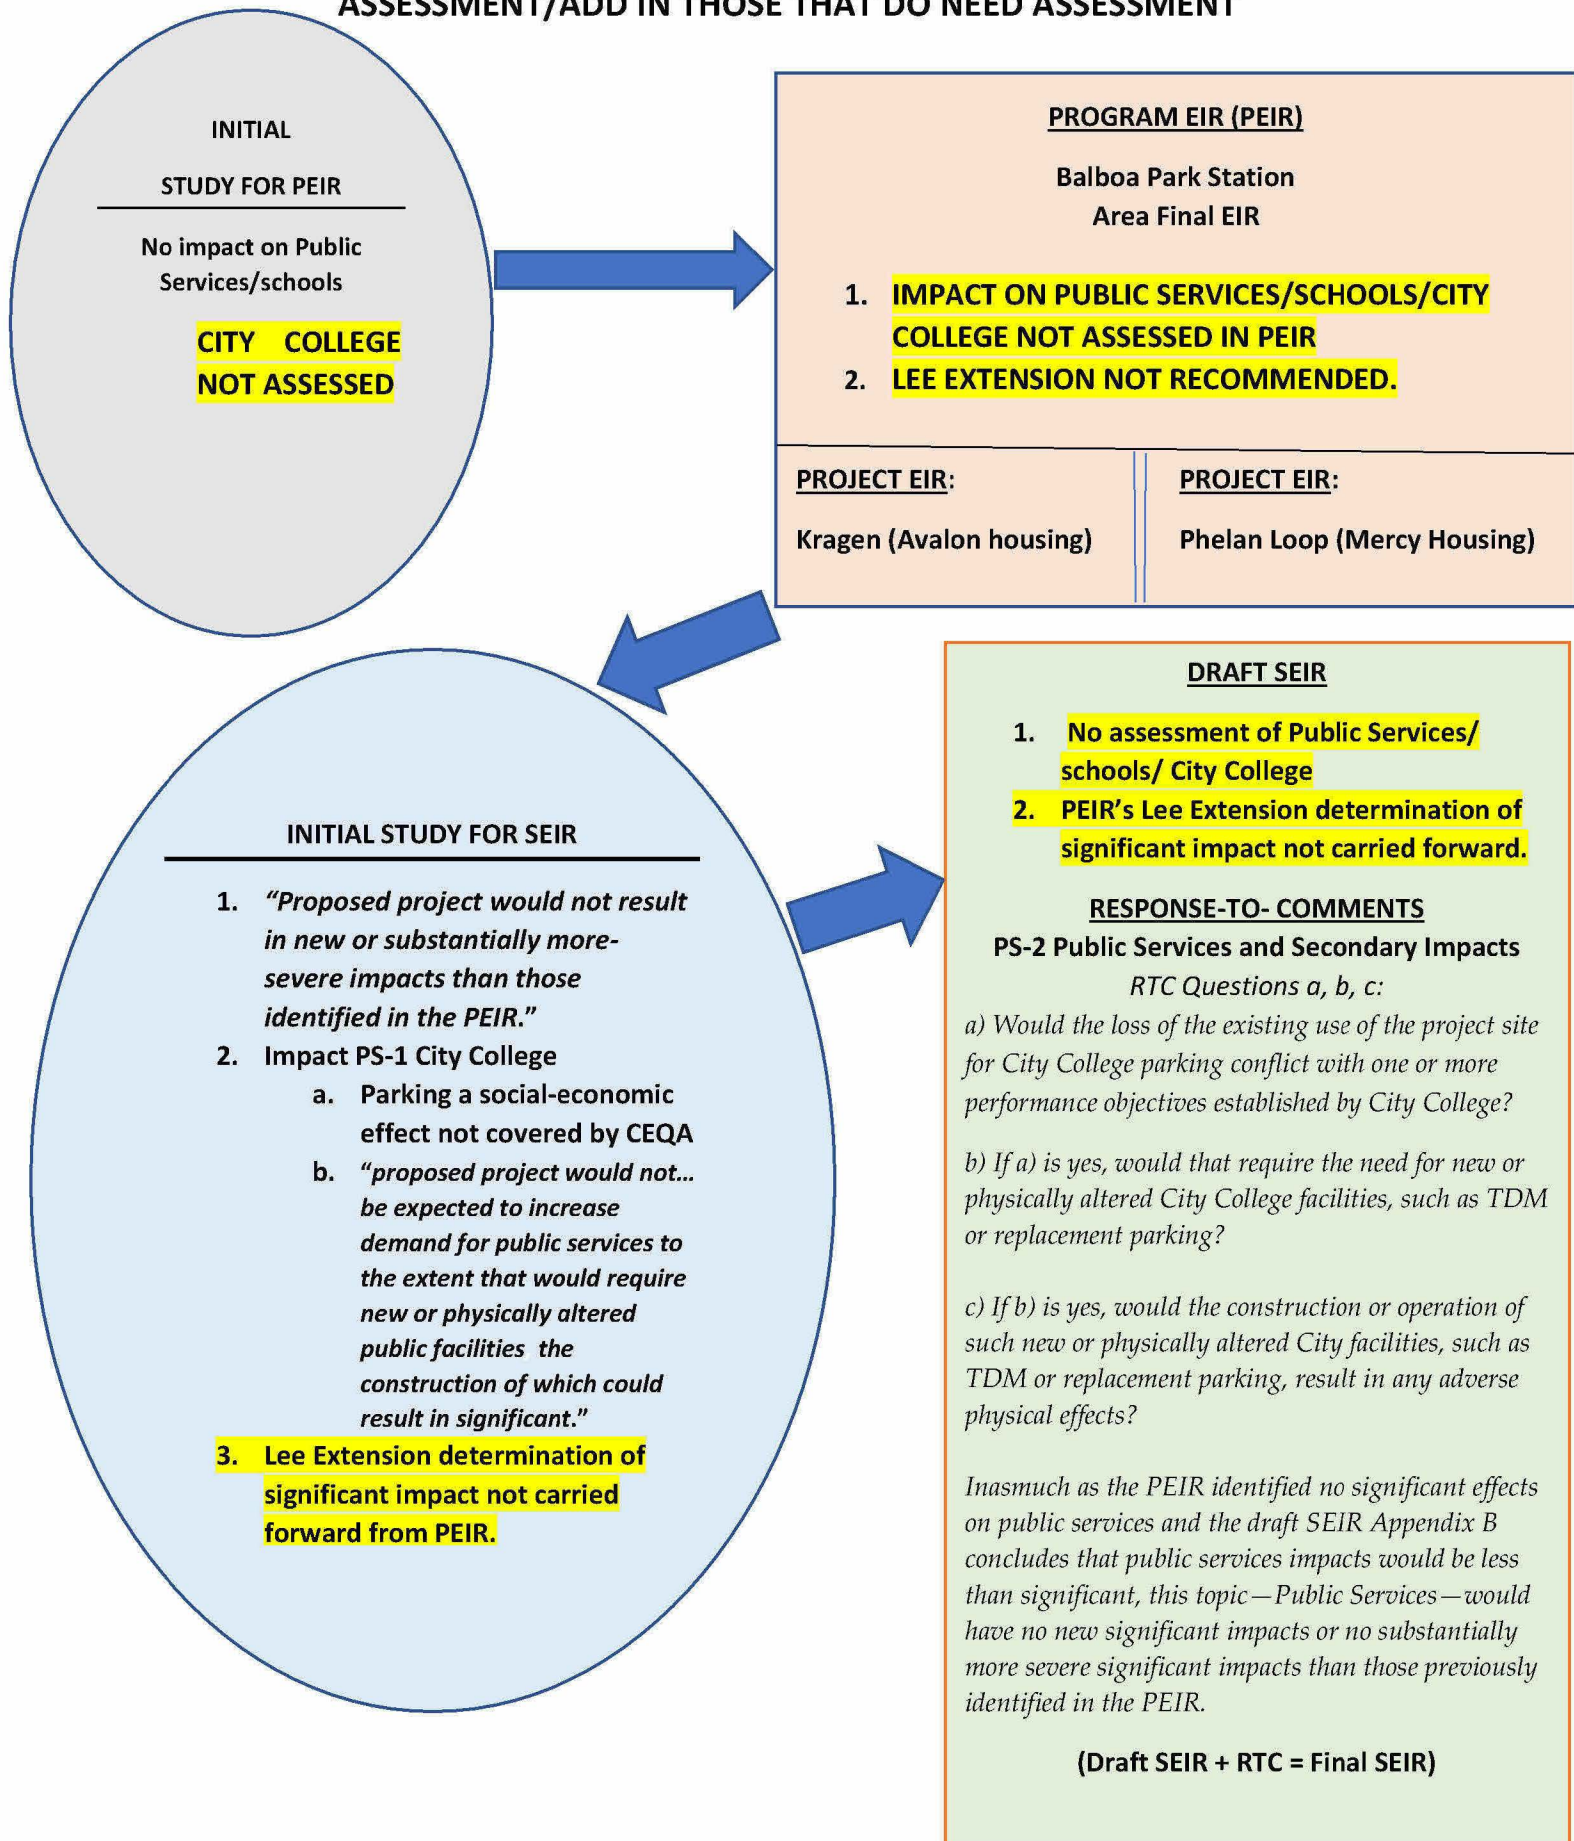 ASSESSMENT/ADD IN THOSE THAT DO NEED ASSESSMENT
INITIAL
STUDY FOR PEIR
No impact on Public
Services/schools
CITY COLLEGE
NOT ASSESSED
PROGRAM EIR (PEIR)
Balboa Park Station
Area Final EIR
1. IMPACT ON PUBLIC SERVICES/SCHOOLS/CITY
COLLEGE NOT ASSESSED IN PEIR
2. LEE EXTENSION NOT RECOMMENDED.
PROJECT EIR:
Kragen (Avalon housing)
PROJECT EIR:
Phelan Loop (Mercy Housing)
INITIAL STUDY FOR SEIR
1. “Proposed project would not result
in new or substantially more-
severe impacts than those
identified in the PEIR.”
2. Impact PS-1 City College
a. Parking a social-economic
effect not covered by CEQA
b. “proposed project would not…
be expected to increase
demand for public services to
the extent that would require
new or physically altered
public facilities the
construction of which could
result in significant.”
3. Lee Extension determination of
significant impact not carried
forward from PEIR.
DRAFT SEIR
1. No assessment of Public Services/
schools/ City College
2. PEIR’s Lee Extension determination of
significant impact not carried forward.
RESPONSE-TO- COMMENTS
PS-2 Public Services and Secondary Impacts
RTC Questions a, b, c:
a) Would the loss of the existing use of the project site
for City College parking conflict with one or more
performance objectives established by City College?
b) If a) is yes, would that require the need for new or
physically altered City College facilities, such as TDM
or replacement parking?
c) If b) is yes, would the construction or operation of
such new or physically altered City facilities, such as
TDM or replacement parking, result in any adverse
physical effects?
Inasmuch as the PEIR identified no significant effects
on public services and the draft SEIR Appendix B
concludes that public services impacts would be less
than significant, this topic—Public Services—would
have no new significant impacts or no substantially
more severe significant impacts than those previously
identified in the PEIR.
(Draft SEIR + RTC = Final SEIR)